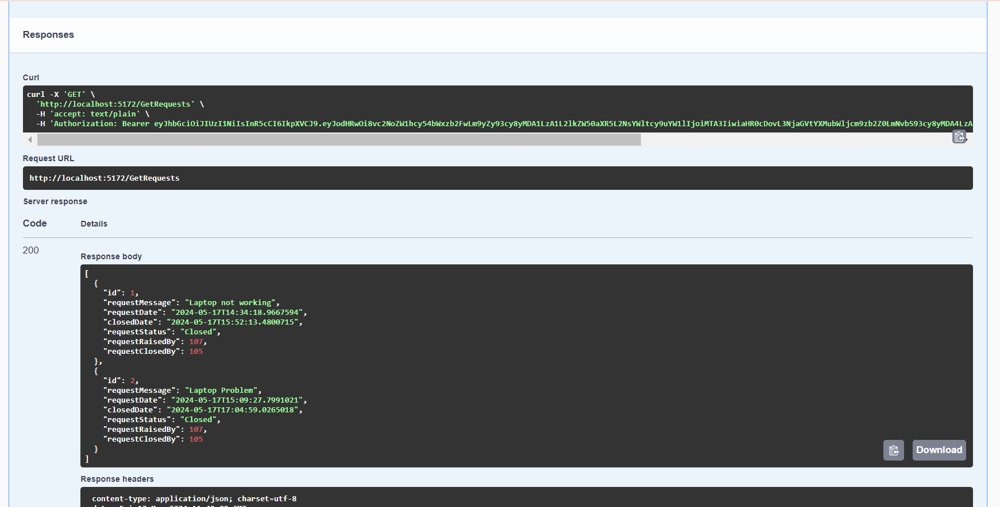 Responses
Curl
curl -X 'GET' \
'http://localhost:5172/GetRequests' \
-H 'accept: text/plain' \
-H 'Authorization: Bearer eyJhbGciOiJIUzI1NiIsInR5cCI6IkpXVCJ9.eyJodHRwOi8vc2NoZW1hcy54bWxzb2FwLm9yZy93cy8yMDA1LzA1L2lkZW50aXR5L2NsYWltcy9uYW1lIjoiMTA3IiwiaHR0cDovL3NjaGVtYXMubWljcm9zb2Z0LmNvbS93cy8yMDA4LzA
Request URL
http://localhost:5172/GetRequests
Server response
Code Details
200
Response body
[
{
"id": 1,
"requestMessage": "Laptop not working",
"requestDate": "2024-05-17T14:34:18.9667594",
"closedDate": "2024-05-17T15:52:13.4800715",
"requestStatus": "Closed",
"requestRaisedBy": 107,
"requestClosedBy": 105
},
{
"id": 2,
"requestMessage": "Laptop Problem",
"requestDate": "2024-05-17T15:09:27.7991021",
"closedDate": "2024-05-17T17:04:59.0265018",
"requestStatus": "Closed",
"requestRaisedBy": 107,
"requestClosedBy": 105
}
]
Download
Response headers
content-type: application/json; charset=utf-8